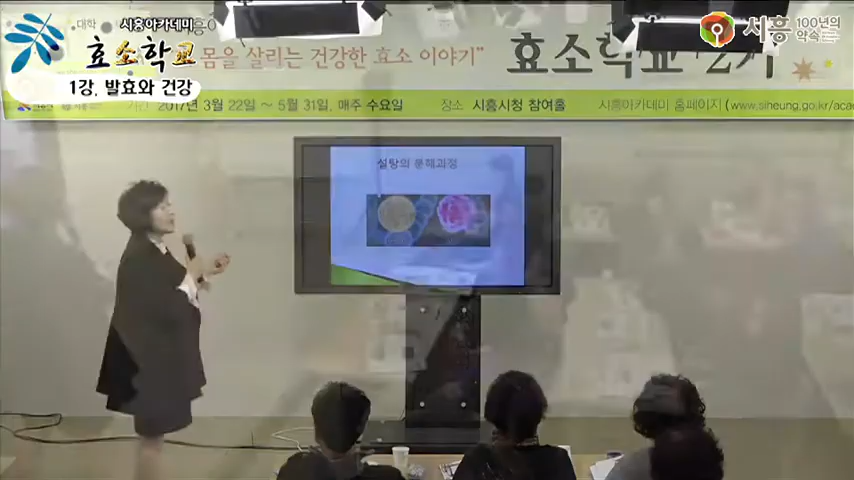 시흥아카데미
대학
효소학교
1강. 발효와 건강
몸을 살리는 건강한 효소 이야기"
효소학교 2기
시흥 100년의
약속
기간 2017년 3월 22일 ~ 5월 31일, 매주 수요일
장소 시흥시청 참여홀
시흥아카데미 홈페이지 (www.siheung.go.kr/aca
설탕의 분해과정